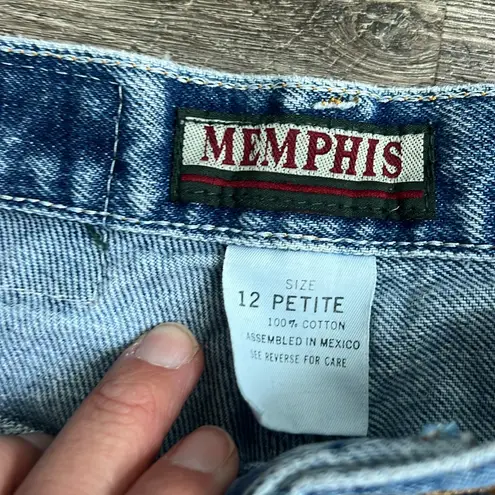 MEMPHIS
SIZE
12 PETITE
100% COTTON
ASSEMBLED IN MEXICO
SEE REVERSE FOR CARE